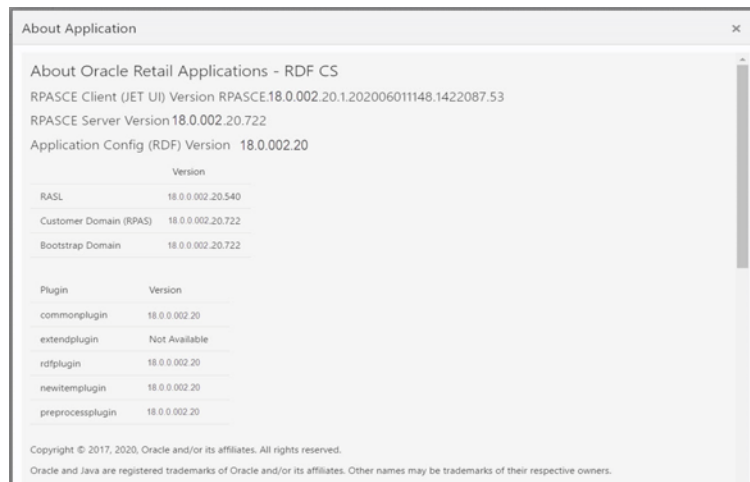 About Application ×
About Oracle Retail Applications - RDF CS
RPASCE Client (JET UI) Version RPASCE.18.0.002.20.1.202006011148.1422087.53
RPASCE Server Version 18.0.002.20.722
Application Config (RDF) Version 18.0.002.20
Version
RASL 18.0.0.002.20.540
Customer Domain (RPAS) 18.0.0.002.20.722
Bootstrap Domain 18.0.0.002.20.722
Plugin Version
commonplugin 18.0.0.002.20
extendplugin Not Available
rdfplugin 18.0.0.002.20
newitemplugin 18.0.0.002.20
preprocessplugin 18.0.0.002.20
Copyright © 2017, 2020, Oracle and/or its affiliates. All rights reserved.
Oracle and Java are registered trademarks of Oracle and/or its affiliates. Other names may be trademarks of their respective owners.